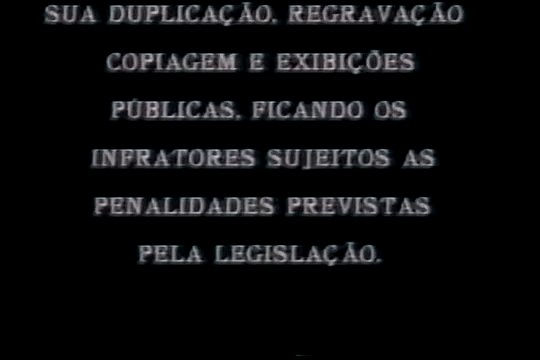 SUA DUPLICAÇÃO, REGRAVAÇÃO
COPIAGEM E EXIBIÇÕES
PÚBLICAS, FICANDO OS
INFRATORES SUJEITOS AS
PENALIDADES PREVISTAS
PELA LEGISLAÇÃO.